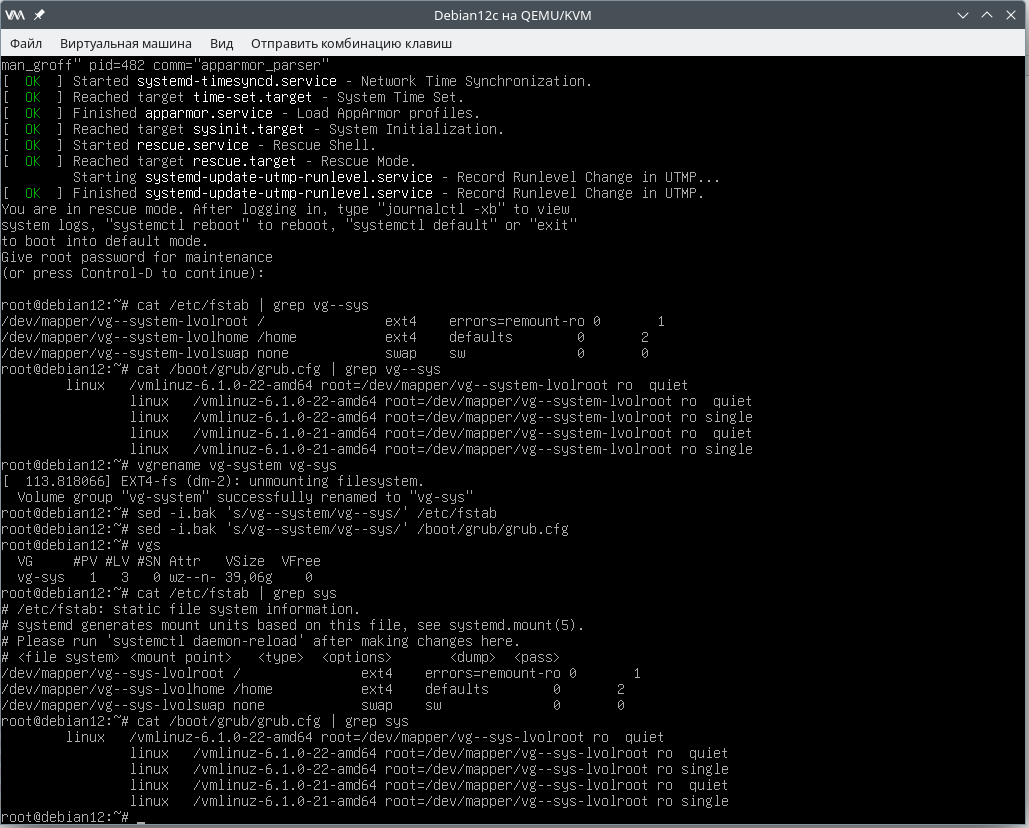 Debian12c на QEMU/KVM
Файл Виртуальная машина Вид Отправить комбинацию клавиш
man_groff" pid=482 comm="apparmor_parser"
[  OK  ] Started systemd-timesyncd.service - Network Time Synchronization.
[  OK  ] Reached target time-set.target - System Time Set.
[  OK  ] Finished apparmor.service - Load AppArmor profiles.
[  OK  ] Reached target sysinit.target - System Initialization.
[  OK  ] Started rescue.service - Rescue Shell.
[  OK  ] Reached target rescue.target - Rescue Mode.
         Starting systemd-update-utmp-runlevel.service - Record Runlevel Change in UTMP...
[  OK  ] Finished systemd-update-utmp-runlevel.service - Record Runlevel Change in UTMP.
You are in rescue mode. After logging in, type "journalctl -xb" to view
system logs, "systemctl reboot" to reboot, "systemctl default" or "exit"
to boot into default mode.
Give root password for maintenance
(or press Control-D to continue):
root@debian12:~# cat /etc/fstab | grep vg--sys
/dev/mapper/vg--system-lvolroot /               ext4    errors=remount-ro 0       1
/dev/mapper/vg--system-lvolhome /home           ext4    defaults        0       2
/dev/mapper/vg--system-lvolswap none            swap    sw              0       0
root@debian12:~# cat /boot/grub/grub.cfg | grep vg--sys
        linux   /vmlinuz-6.1.0-22-amd64 root=/dev/mapper/vg--system-lvolroot ro  quiet
                linux   /vmlinuz-6.1.0-22-amd64 root=/dev/mapper/vg--system-lvolroot ro  quiet
                linux   /vmlinuz-6.1.0-22-amd64 root=/dev/mapper/vg--system-lvolroot ro single
                linux   /vmlinuz-6.1.0-21-amd64 root=/dev/mapper/vg--system-lvolroot ro  quiet
                linux   /vmlinuz-6.1.0-21-amd64 root=/dev/mapper/vg--system-lvolroot ro single
root@debian12:~# vgrename vg-system vg-sys
[  113.818066] EXT4-fs (dm-2): unmounting filesystem.
  Volume group "vg-system" successfully renamed to "vg-sys"
root@debian12:~# sed -i.bak 's/vg--system/vg--sys/' /etc/fstab
root@debian12:~# sed -i.bak 's/vg--system/vg--sys/' /boot/grub/grub.cfg
root@debian12:~# vgs
  VG     #PV #LV #SN Attr   VSize  VFree
  vg-sys   1   3   0 wz--n- 39,06g    0
root@debian12:~# cat /etc/fstab | grep sys
# /etc/fstab: static file system information.
# systemd generates mount units based on this file, see systemd.mount(5).
# Please run 'systemctl daemon-reload' after making changes here.
# <file system> <mount point>   <type>  <options>       <dump>  <pass>
/dev/mapper/vg--sys-lvolroot /               ext4    errors=remount-ro 0       1
/dev/mapper/vg--sys-lvolhome /home           ext4    defaults        0       2
/dev/mapper/vg--sys-lvolswap none            swap    sw              0       0
root@debian12:~# cat /boot/grub/grub.cfg | grep sys
        linux   /vmlinuz-6.1.0-22-amd64 root=/dev/mapper/vg--sys-lvolroot ro  quiet
                linux   /vmlinuz-6.1.0-22-amd64 root=/dev/mapper/vg--sys-lvolroot ro  quiet
                linux   /vmlinuz-6.1.0-22-amd64 root=/dev/mapper/vg--sys-lvolroot ro single
                linux   /vmlinuz-6.1.0-21-amd64 root=/dev/mapper/vg--sys-lvolroot ro  quiet
                linux   /vmlinuz-6.1.0-21-amd64 root=/dev/mapper/vg--sys-lvolroot ro single
root@debian12:~# _